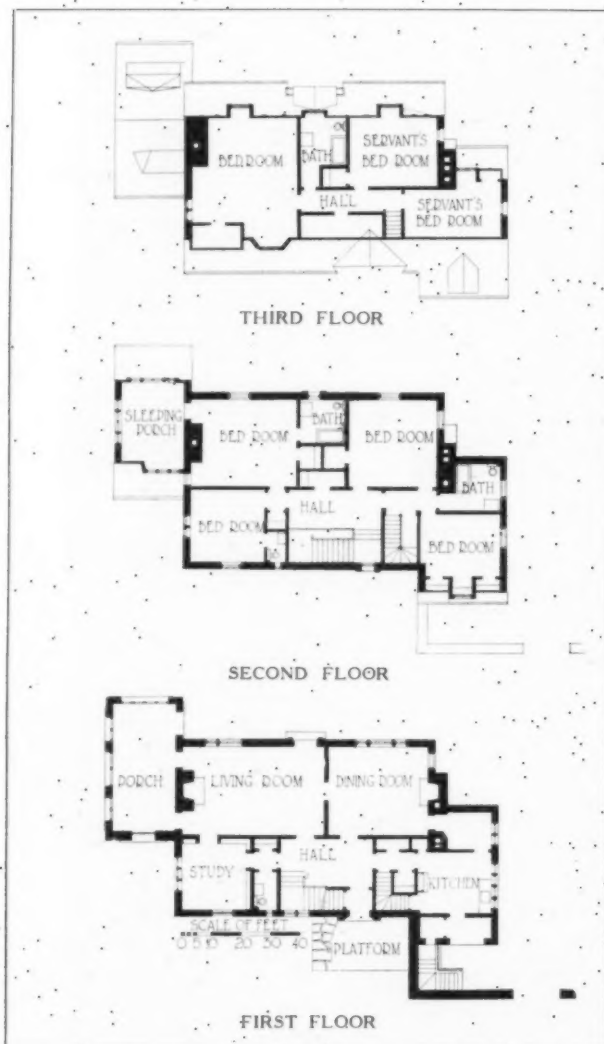 BEDROOM
BATH
SERVANT'S
BED ROOM
HALL
SERVANT'S
BED ROOM
THIRD FLOOR
SLEEPING
PORCH
BED ROOM
BATH
BED ROOM
BATH
HALL
BED ROOM
BED ROOM
SECOND FLOOR
PORCH
LIVING ROOM
DINING ROOM
HALL
STUDY
KITCHEN
SCALE OF FEET
0 5 10 20 30 40
PLATFORM
FIRST FLOOR